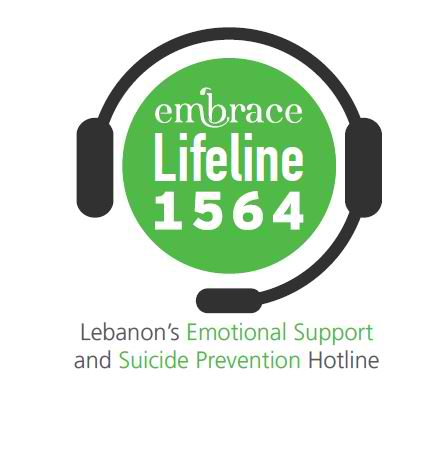 embrace
Lifeline
1564
Lebanon's Emotional Support
and Suicide Prevention Hotline